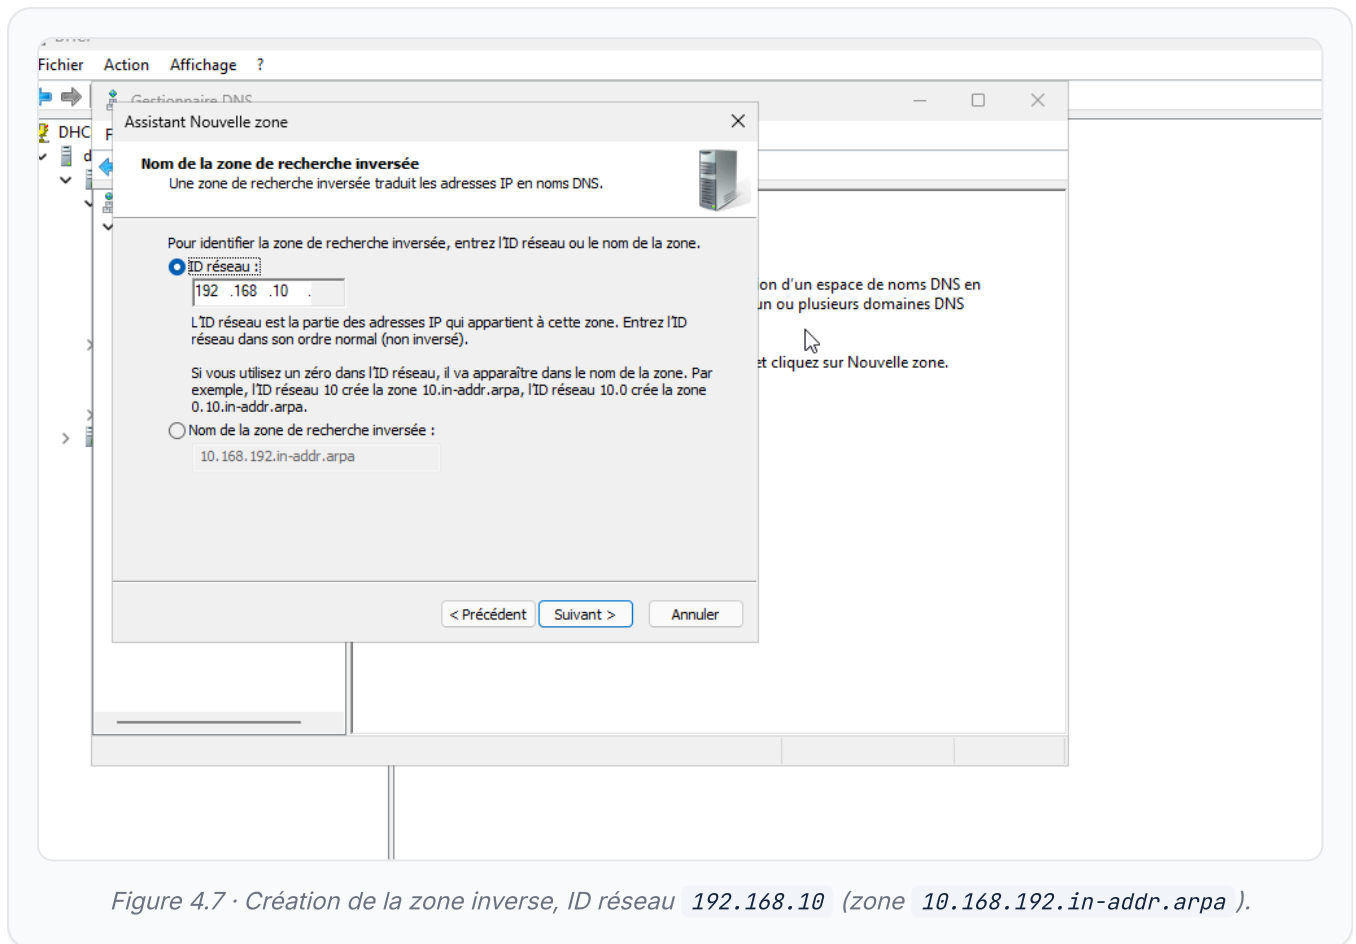 Fichier Action Affichage ?
Gestionnaire DNS
DHC
Assistant Nouvelle zone
Nom de la zone de recherche inversée
Une zone de recherche inversée traduit les adresses IP en noms DNS.
Pour identifier la zone de recherche inversée, entrez l'ID réseau ou le nom de la zone.
ID réseau :
192 .168 .10 .
L'ID réseau est la partie des adresses IP qui appartient à cette zone. Entrez l'ID
réseau dans son ordre normal (non inversé).
Si vous utilisez un zéro dans l'ID réseau, il va apparaître dans le nom de la zone. Par
exemple, l'ID réseau 10 crée la zone 10.in-addr.arpa, l'ID réseau 10.0 crée la zone
0.10.in-addr.arpa.
Nom de la zone de recherche inversée :
10.168.192.in-addr.arpa
< Précédent Suivant > Annuler
ion d'un espace de noms DNS en
un ou plusieurs domaines DNS
et cliquez sur Nouvelle zone.
Figure 4.7 · Création de la zone inverse, ID réseau 192.168.10 (zone 10.168.192.in-addr.arpa ).